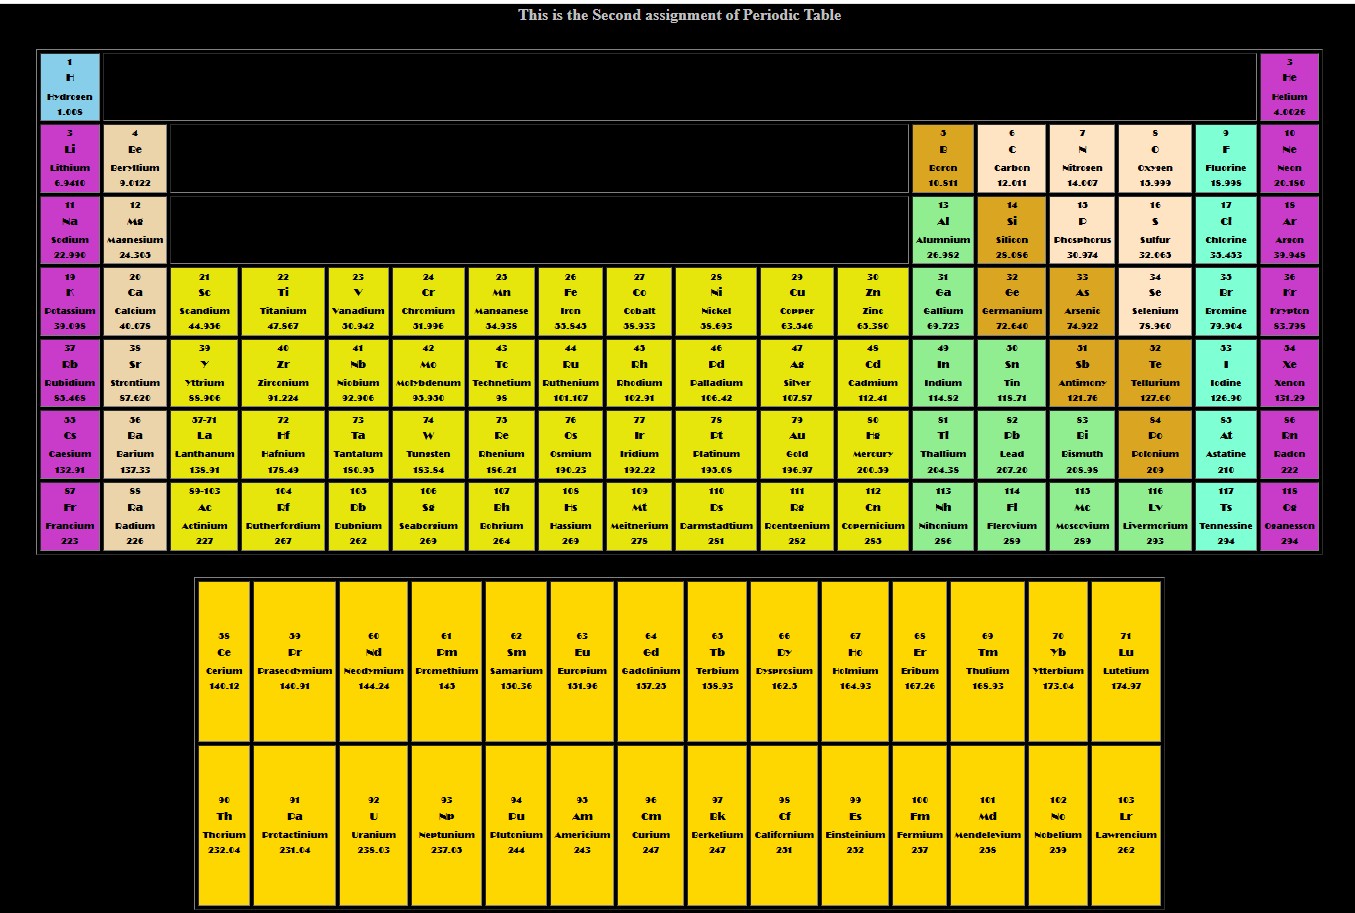 This is the Second assignment of Periodic Table
1 3
H He
Hydrogen Helium
1.008 4.0026
3 4 5 6 7 8 9 10
Li Be B C N O F Ne
Lithium Beryllium Boron Carbon Nitrogen Oxygen Fluorine Neon
6.9410 9.0122 10.811 12.011 14.007 15.999 18.998 20.180
11 12 13 14 15 16 17 18
Na Mg Al Si P S Cl Ar
Sodium Magnesium Alumnium Silicon Phosphorus Sulfur Chlorine Argon
22.990 24.305 26.982 28.086 30.974 32.065 35.453 39.948
19 20 21 22 23 24 25 26 27 28 29 30 31 32 33 34 35 36
K Ca Sc Ti V Cr Mn Fe Co Ni Cu Zn Ga Ge As Se Br Kr
Potassium Calcium Scandium Titanium Vanadium Chromium Manganese Iron Cobalt Nickel Copper Zinc Gallium Germanium Arsenic Selenium Bromine Krypton
39.098 40.078 44.956 47.867 50.942 51.996 54.938 55.845 58.933 58.693 63.546 65.380 69.723 72.640 74.922 78.960 79.904 83.798
37 38 39 40 41 42 43 44 45 46 47 48 49 50 51 52 53 54
Rb Sr Y Zr Nb Mo Tc Ru Rh Pd Ag Cd In Sn Sb Te I Xe
Rubidium Strontium Yttrium Zirconium Niobium Molybdenum Technetium Ruthenium Rhodium Palladium Silver Cadmium Indium Tin Antimony Tellurium Iodine Xenon
85.468 87.620 88.906 91.224 92.906 95.950 98 101.107 102.91 106.42 107.87 112.41 114.82 118.71 121.76 127.60 126.90 131.29
55 56 57-71 72 73 74 75 76 77 78 79 80 81 82 83 84 85 86
Cs Ba La Hf Ta W Re Os Ir Pt Au Hg Tl Pb Bi Po At Rn
Caesium Barium Lanthanum Hafnium Tantalum Tungsten Rhenium Osmium Iridium Platinum Gold Mercury Thallium Lead Bismuth Polonium Astatine Radon
132.91 137.33 138.91 178.49 180.95 183.84 186.21 190.23 192.22 195.08 196.97 200.59 204.38 207.20 208.98 209 210 222
87 88 89-103 104 105 106 107 108 109 110 111 112 113 114 115 116 117 118
Fr Ra Ac Rf Db Sg Bh Hs Mt Ds Rg Cn Nh Fl Mc Lv Ts Og
Francium Radium Actinium Rutherfordium Dubnium Seaborgium Bohrium Hassium Meitnerium Darmstadtium Roentgenium Copernicium Nihonium Flerovium Moscovium Livermorium Tennessine Oganesson
223 226 227 267 262 269 264 269 278 281 282 285 286 289 289 293 294 294
58 59 60 61 62 63 64 65 66 67 68 69 70 71
Ce Pr Nd Pm Sm Eu Gd Tb Dy Ho Er Tm Yb Lu
Cerium Praseodymium Neodymium Promethium Samarium Europium Gadolinium Terbium Dysprosium Holmium Eribum Thulium Ytterbium Lutetium
140.12 140.91 144.24 145 150.36 151.96 157.25 158.93 162.5 164.93 167.26 168.93 173.04 174.97
90 91 92 93 94 95 96 97 98 99 100 101 102 103
Th Pa U Np Pu Am Cm Bk Cf Es Fm Md No Lr
Thorium Protactinium Uranium Neptunium Plutonium Americium Curium Berkelium Californium Einsteinium Fermium Mendelevium Nobelium Lawrencium
232.04 231.04 238.03 237.05 244 243 247 247 251 252 257 258 259 262